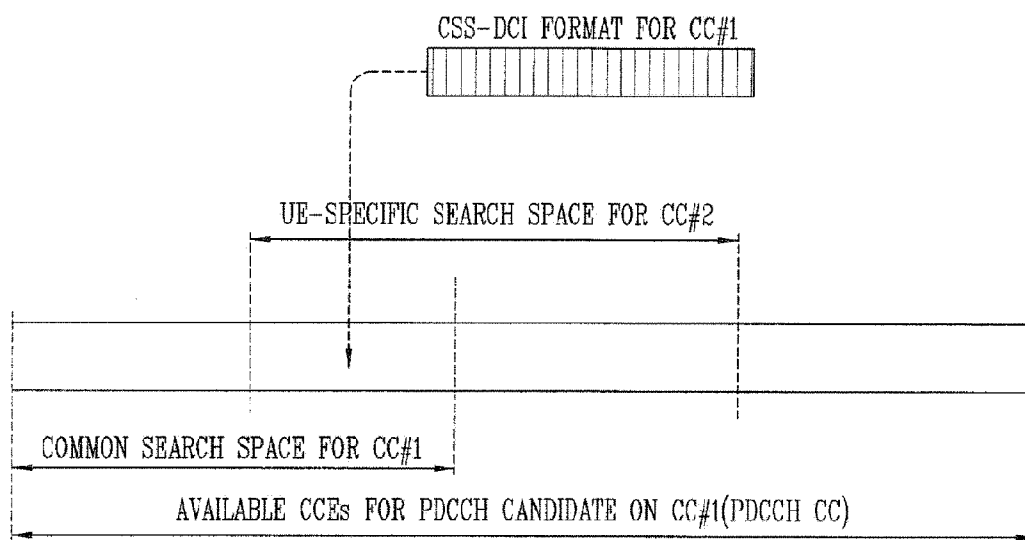 CSS-DCI FORMAT FOR CC#1
UE-SPECIFIC SEARCH SPACE FOR CC#2
COMMON SEARCH SPACE FOR CC#1
AVAILABLE CCEs FOR PDCCH CANDIDATE ON CC#1(PDCCH CC)